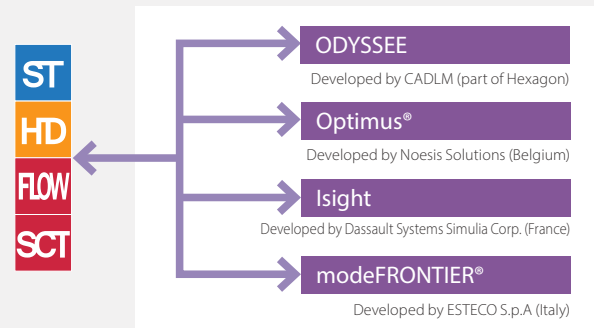 ST
HD
FLOW
SCT
ODYSSEE
Developed by CADLM (part of Hexagon)
Optimus®
Developed by Noesis Solutions (Belgium)
Isight
Developed by Dassault Systems Simulia Corp. (France)
modeFRONTIER®
Developed by ESTECO S.p.A (Italy)